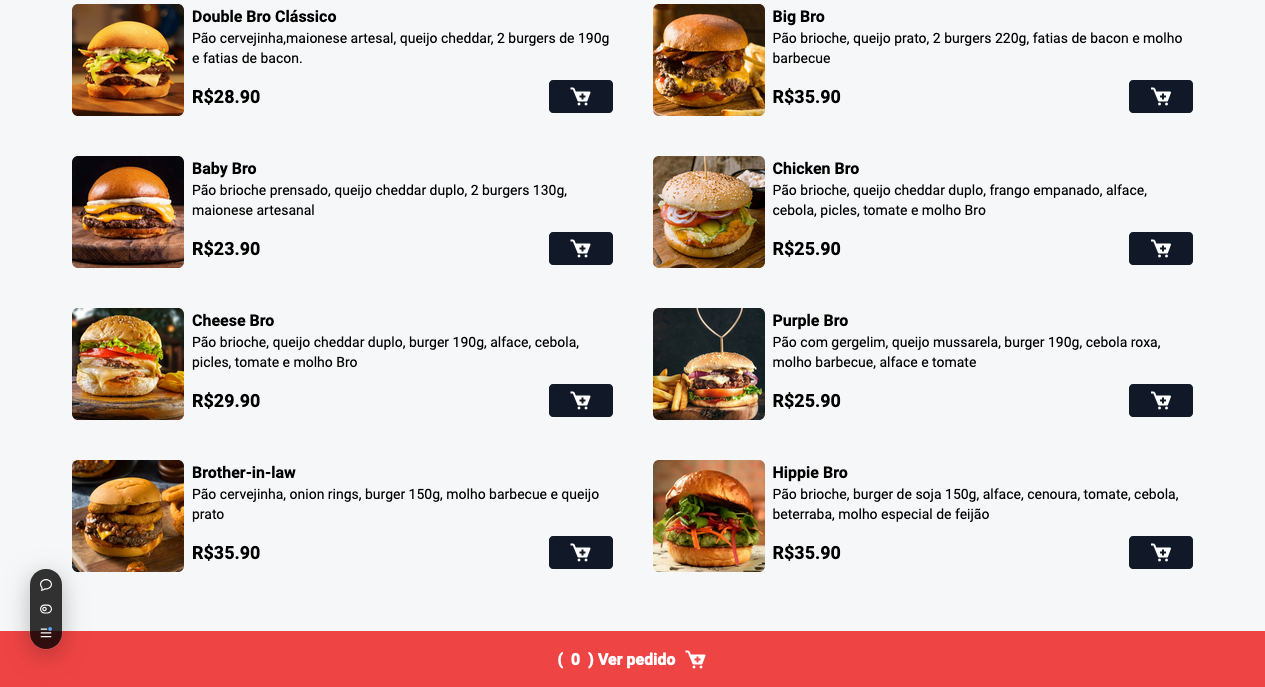 Double Bro Clássico
Pão cervejinha,maionese artesal, queijo cheddar, 2 burgers de 190g
e fatias de bacon.
R$28.90
Big Bro
Pão brioche, queijo prato, 2 burgers 220g, fatias de bacon e molho
barbecue
R$35.90
Baby Bro
Pão brioche prensado, queijo cheddar duplo, 2 burgers 130g,
maionese artesanal
R$23.90
Chicken Bro
Pão brioche, queijo cheddar duplo, frango empanado, alface,
cebola, picles, tomate e molho Bro
R$25.90
Cheese Bro
Pão brioche, queijo cheddar duplo, burger 190g, alface, cebola,
picles, tomate e molho Bro
R$29.90
Purple Bro
Pão com gergelim, queijo mussarela, burger 190g, cebola roxa,
molho barbecue, alface e tomate
R$25.90
Brother-in-law
Pão cervejinha, onion rings, burger 150g, molho barbecue e queijo
prato
R$35.90
Hippie Bro
Pão brioche, burger de soja 150g, alface, cenoura, tomate, cebola,
beterraba, molho especial de feijão
R$35.90
( 0 ) Ver pedido